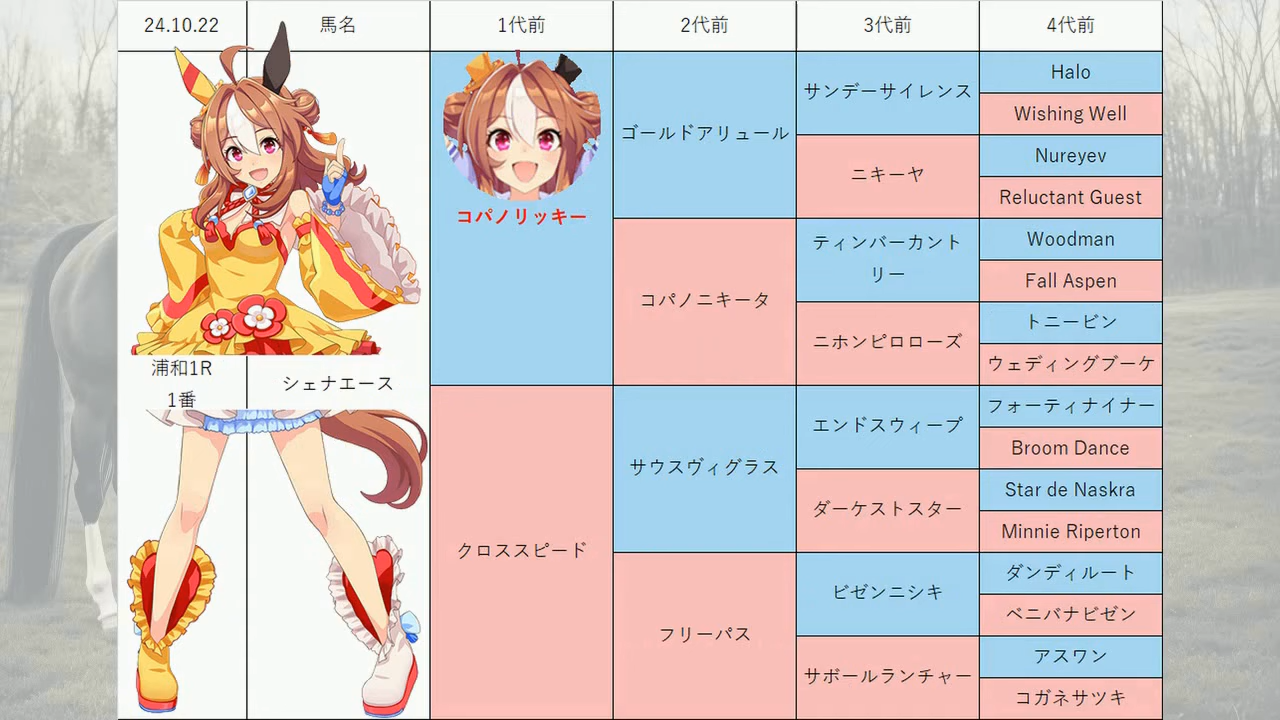 24.10.22
馬名
1代前
2代前
3代前
4代前
浦和1R
1番
シェナエース
コパノリッキー
クロススピード
ゴールドアリュール
コパノニキータ
サウスヴィグラス
フリーパス
サンデーサイレンス
ニキーヤ
ティンバーカント
リー
ニホンピロローズ
エンドスウィープ
ダーケストスター
ビゼンニシキ
サボールランチャー
Halo
Wishing Well
Nureyev
Reluctant Guest
Woodman
Fall Aspen
トニービン
ウェディングブーケ
フォーティナイナー
Broom Dance
Star de Naskra
Minnie Riperton
ダンディルート
ベニバナビゼン
アスワン
コガネサツキ